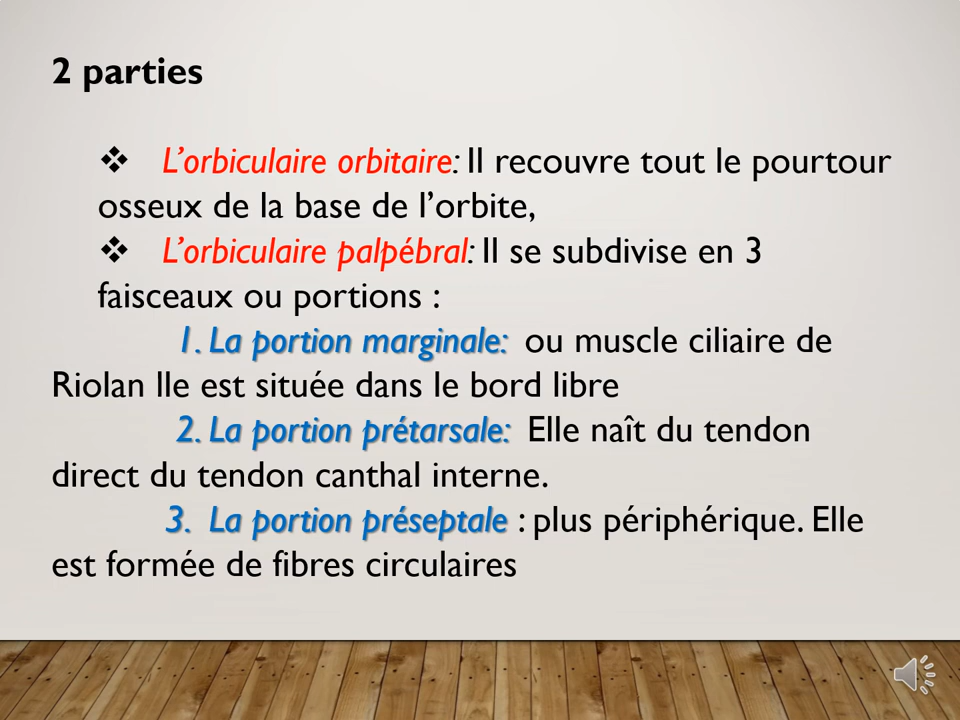 2 parties
❖ L’orbiculaire orbitaire: Il recouvre tout le pourtour
osseux de la base de l’orbite,
❖ L’orbiculaire palpébral: Il se subdivise en 3
faisceaux ou portions :
1. La portion marginale: ou muscle ciliaire de
Riolan lle est située dans le bord libre
2. La portion prétarsale: Elle naît du tendon
direct du tendon canthal interne.
3. La portion préseptale : plus périphérique. Elle
est formée de fibres circulaires